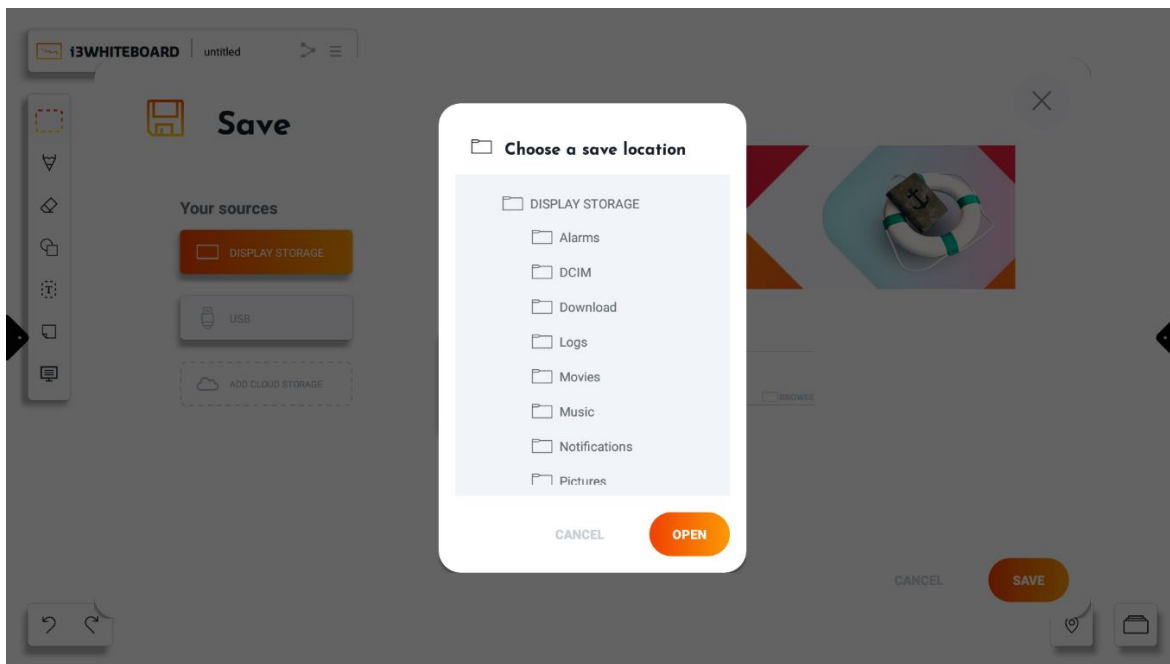 i3WHITEBOARD untitled
Save
Your sources
DISPLAY STORAGE
USB
ADD CLOUD STORAGE
Choose a save location
DISPLAY STORAGE
Alarms
DCIM
Download
Logs
Movies
Music
Notifications
Pictures
CANCEL OPEN
BROWSE
CANCEL SAVE